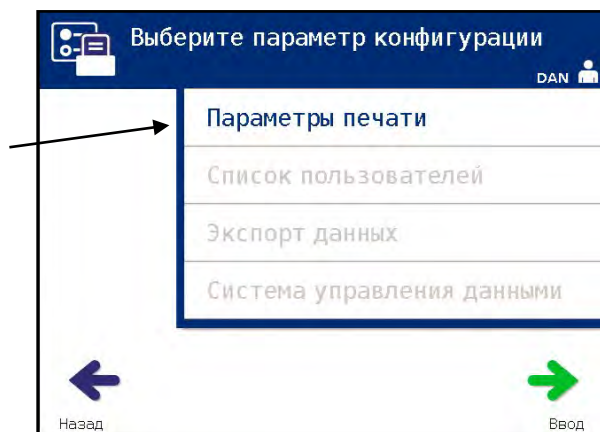 Выберите параметр конфигурации
DAN
Параметры печати
Список пользователей
Экспорт данных
Система управления данными
Назад
Ввод